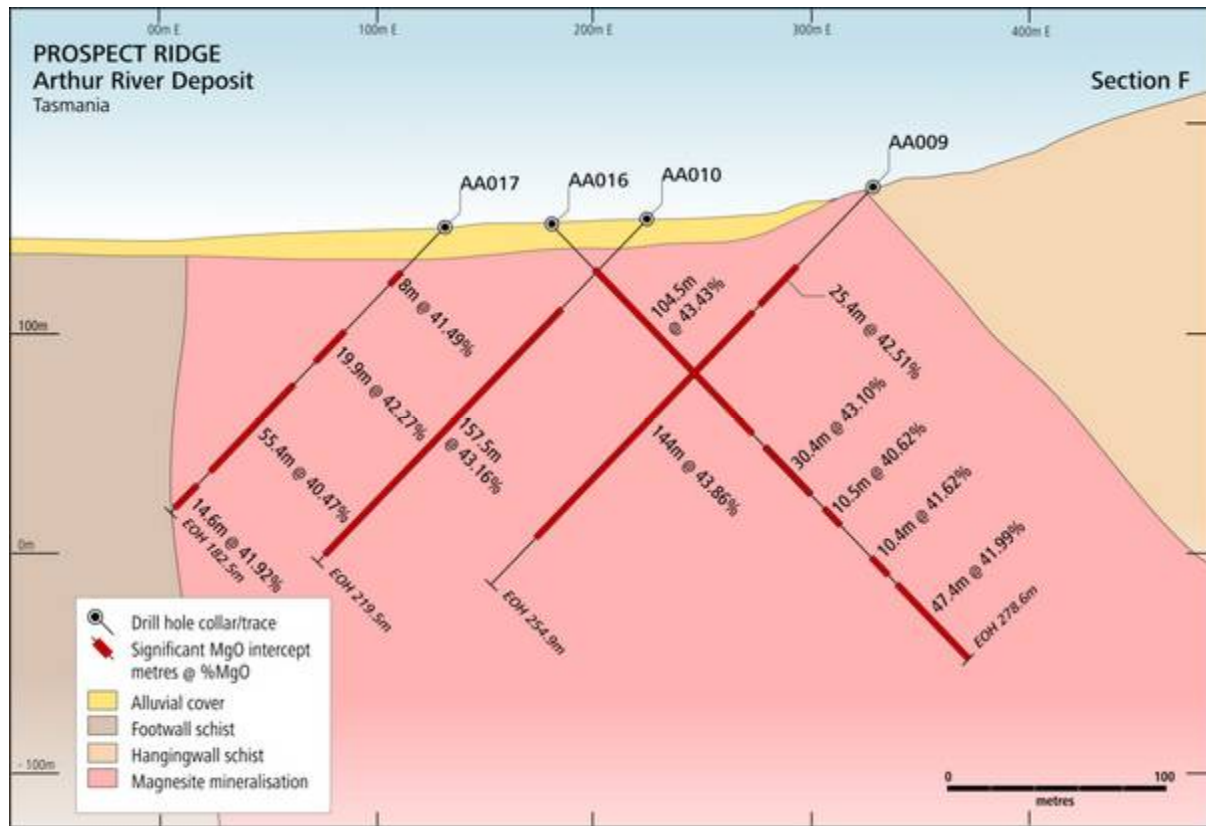 00m E
100m E
200m E
300m E
400m E
PROSPECT RIDGE
Arthur River Deposit
Tasmania
Section F
AA017
AA016
AA010
AA009
8m @ 41.49%
19.9m @ 42.27%
55.4m @ 40.47%
14.6m @ 41.92%
EOH 182.5m
157.5m
@ 43.16%
EOH 219.5m
104.5m
@ 43.43%
25.4m @ 42.51%
144m @ 43.86%
EOH 254.9m
30.4m @ 43.10%
10.5m @ 40.62%
10.4m @ 41.62%
47.4m @ 41.99%
EOH 278.6m
100m
0m
- 100m
Drill hole collar/trace
Significant MgO intercept
metres @ %MgO
Alluvial cover
Footwall schist
Hangingwall schist
Magnesite mineralisation
0 100
metres